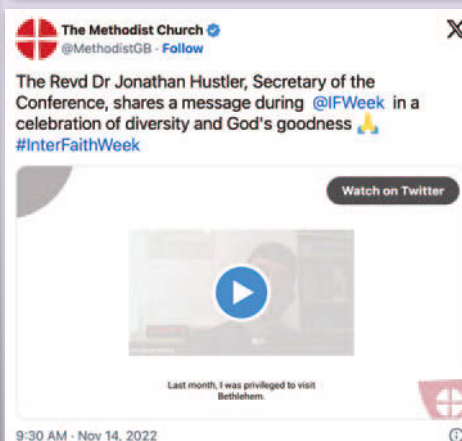 The Methodist Church
@MethodistGB · Follow
The Revd Dr Jonathan Hustler, Secretary of the
Conference, shares a message during @IFWeek in a
celebration of diversity and God's goodness 🙏
#InterFaithWeek
Watch on Twitter
Last month, I was privileged to visit
Bethlehem.
9:30 AM · Nov 14, 2022